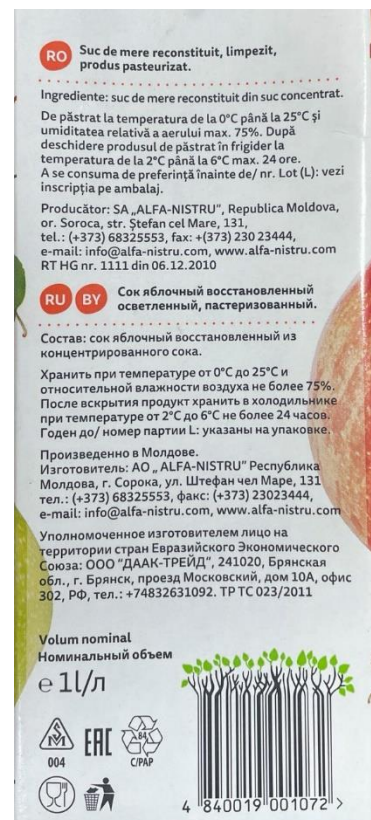 RO Suc de mere reconstituit, limpezit,
produs pasteurizat.
Ingrediente: suc de mere reconstituit din suc concentrat.
De păstrat la temperatura de la 0°C până la 25°C și
umiditatea relativă a aerului max. 75%. După
deschidere produsul de păstrat în frigider la
temperatura de la 2°C până la 6°C max. 24 ore.
A se consuma de preferință înainte de/ nr. Lot (L): vezi
inscripția pe ambalaj.
Producător: SA „ALFA-NISTRU”, Republica Moldova,
or. Soroca, str. Ștefan cel Mare, 131,
tel.: (+373) 68325553, fax: +(373) 230 23444,
e-mail: info@alfa-nistru.com, www.alfa-nistru.com
RT HG nr. 1111 din 06.12.2010
RU BY Сок яблочный восстановленный
осветленный, пастеризованный.
Состав: сок яблочный восстановленный из
концентрированного сока.
Хранить при температуре от 0°С до 25°С и
относительной влажности воздуха не более 75%.
После вскрытия продукт хранить в холодильнике
при температуре от 2°С до 6°С не более 24 часов.
Годен до/ номер партии L: указаны на упаковке.
Произведенно в Молдове.
Изготовитель: АО „ ALFA-NISTRU” Республика
Молдова, г. Сорока, ул. Штефан чел Маре, 131
тел.: (+373) 68325553, факс: (+373) 23023444,
e-mail: info@alfa-nistru.com, www.alfa-nistru.com
Уполномоченное изготовителем лицо на
территории стран Евразийского Экономического
Союза: ООО "ДААК-ТРЕЙД", 241020, Брянская
обл., г. Брянск, проезд Московский, дом 10А, офис
302, РФ, тел.: +74832631092. ТР ТС 023/2011
Volum nominal
Номинальный объем
℮ 1l/л
004
EAC
84
C/PAP
4 840019 001072 >